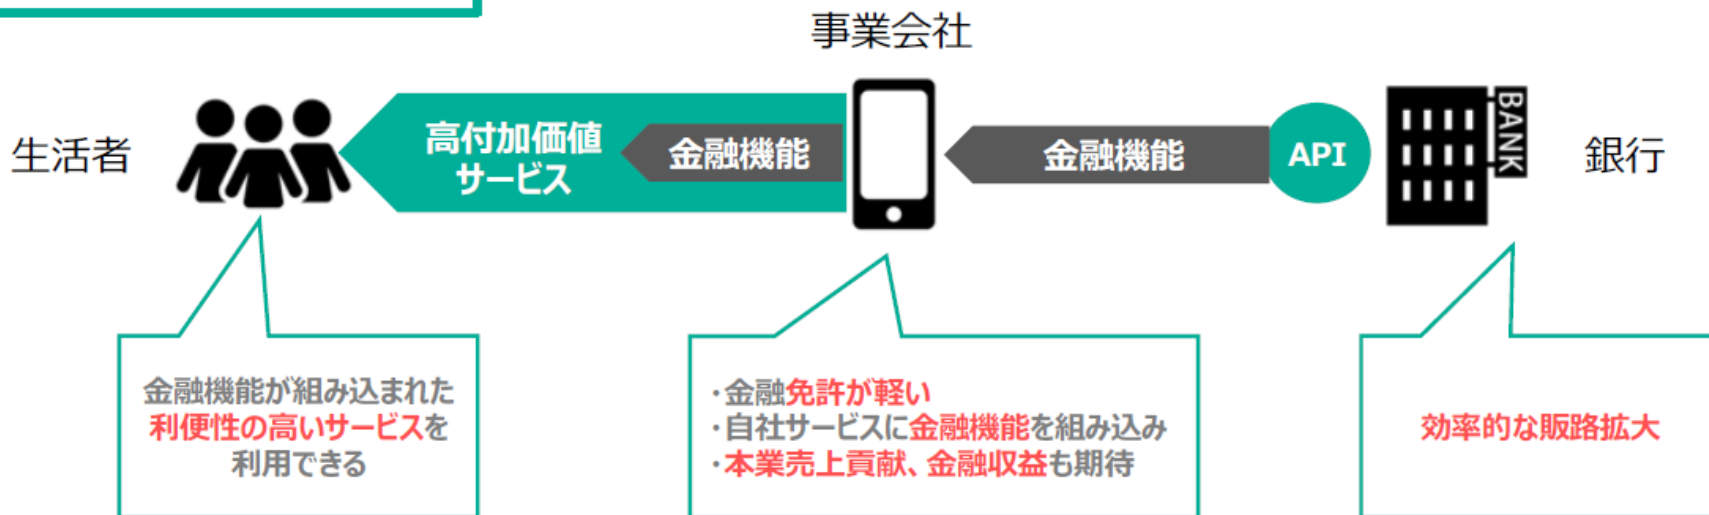 事業会社
生活者
高付加価値
サービス
金融機能
金融機能
API
BANK
銀行
金融機能が組み込まれた
利便性の高いサービスを
利用できる
・金融免許が軽い
・自社サービスに金融機能を組み込み
・本業売上貢献、金融収益も期待
効率的な販路拡大